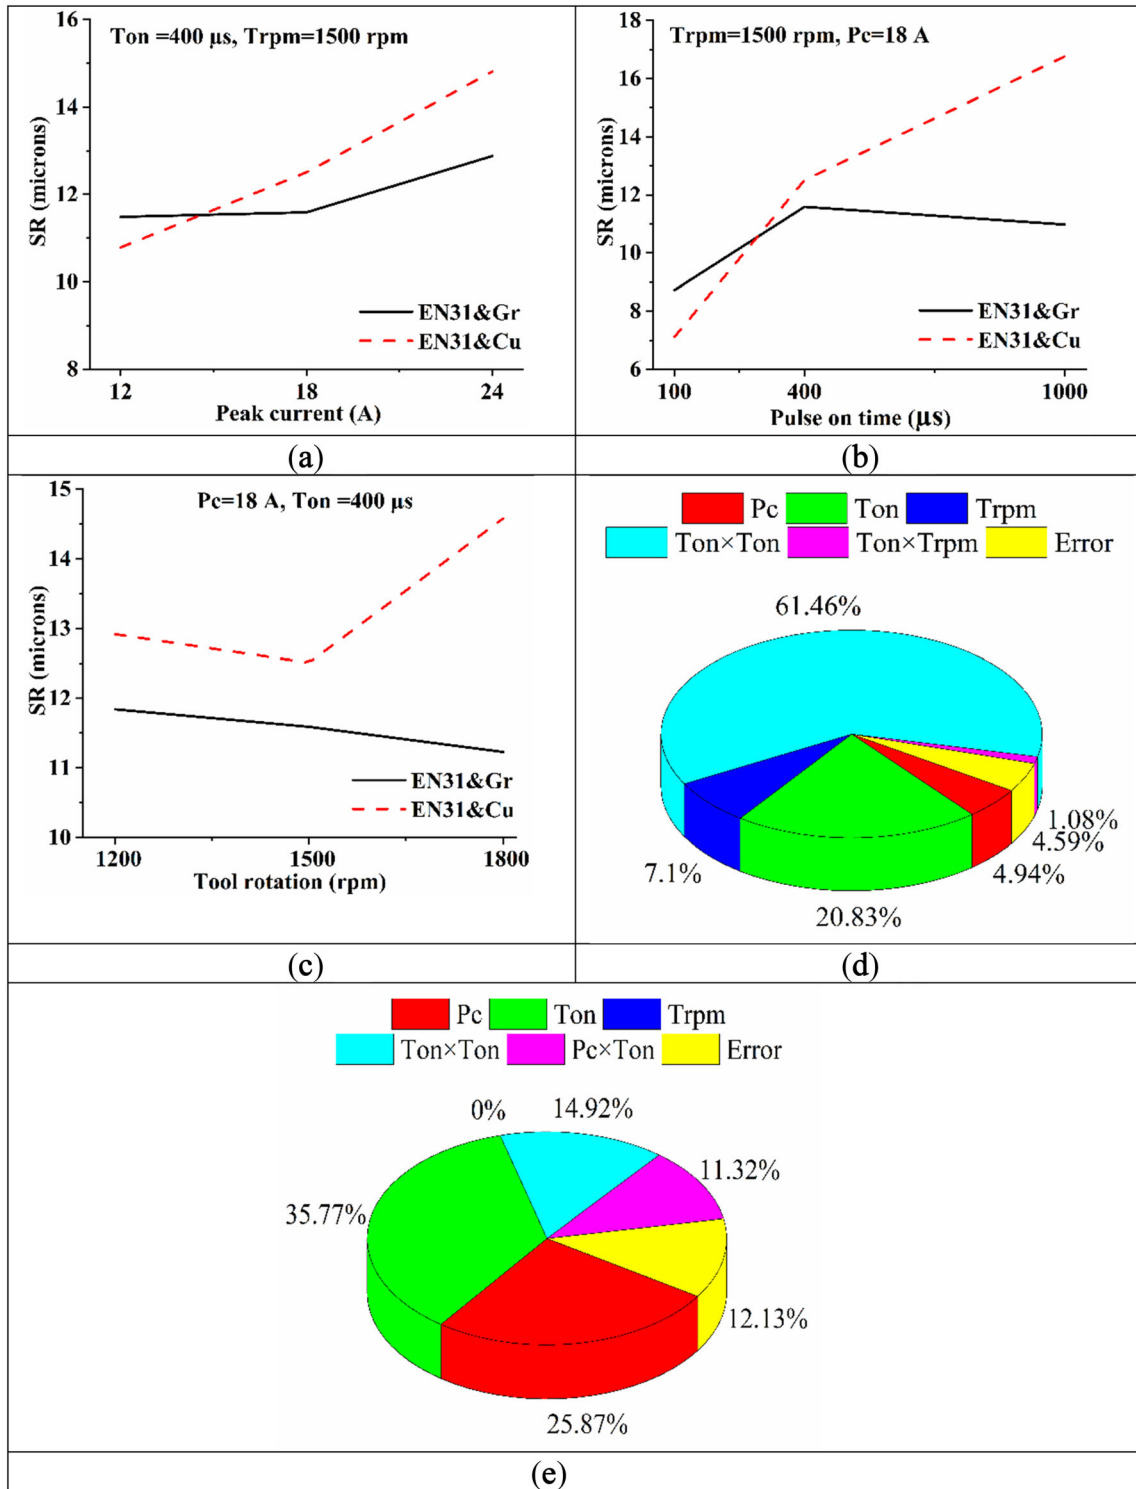 Ton =400 μs, Trpm=1500 rpm
SR (microns)
16
14
12
10
8
EN31&Gr
EN31&Cu
12
18
24
Peak current (A)
(a)
Trpm=1500 rpm, Pc=18 A
SR (microns)
18
16
14
12
10
8
6
EN31&Gr
EN31&Cu
100
400
1000
Pulse on time (μs)
(b)
Pc=18 A, Ton =400 μs
SR (microns)
15
14
13
12
11
10
EN31&Gr
EN31&Cu
1200
1500
1800
Tool rotation (rpm)
(c)
Pc Ton Trpm
Ton×Ton Ton×Trpm Error
61.46%
1.08%
4.59%
4.94%
7.1%
20.83%
(d)
Pc Ton Trpm
Ton×Ton Pc×Ton Error
0%
14.92%
11.32%
35.77%
12.13%
25.87%
(e)